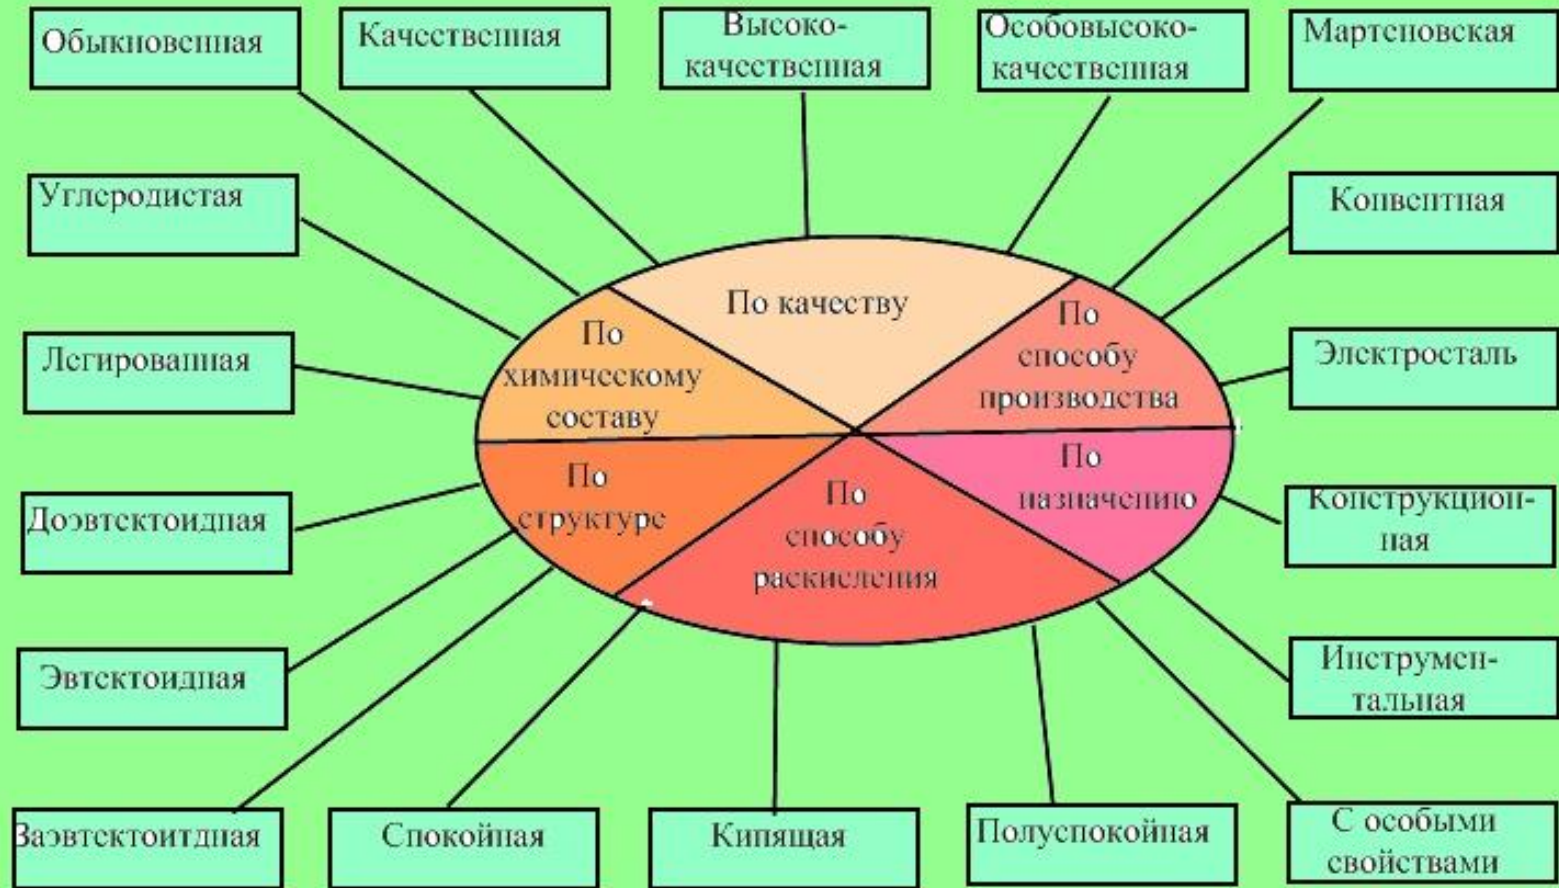 Обыкновенная
Качественная
Высоко-
качественная
Особовысоко-
качественная
Мартеновская
Углеродистая
Конвентная
По качеству
По
химическому
составу
По
способу
производства
Легированная
Электросталь
По
структуре
По
способу
раскисления
По
назначению
Доэвтектоидная
Конструкцион-
ная
Эвтектоидная
Инструмен-
тальная
Заэвтектоитдная
Спокойная
Кипящая
Полуспокойная
С особыми
свойствами